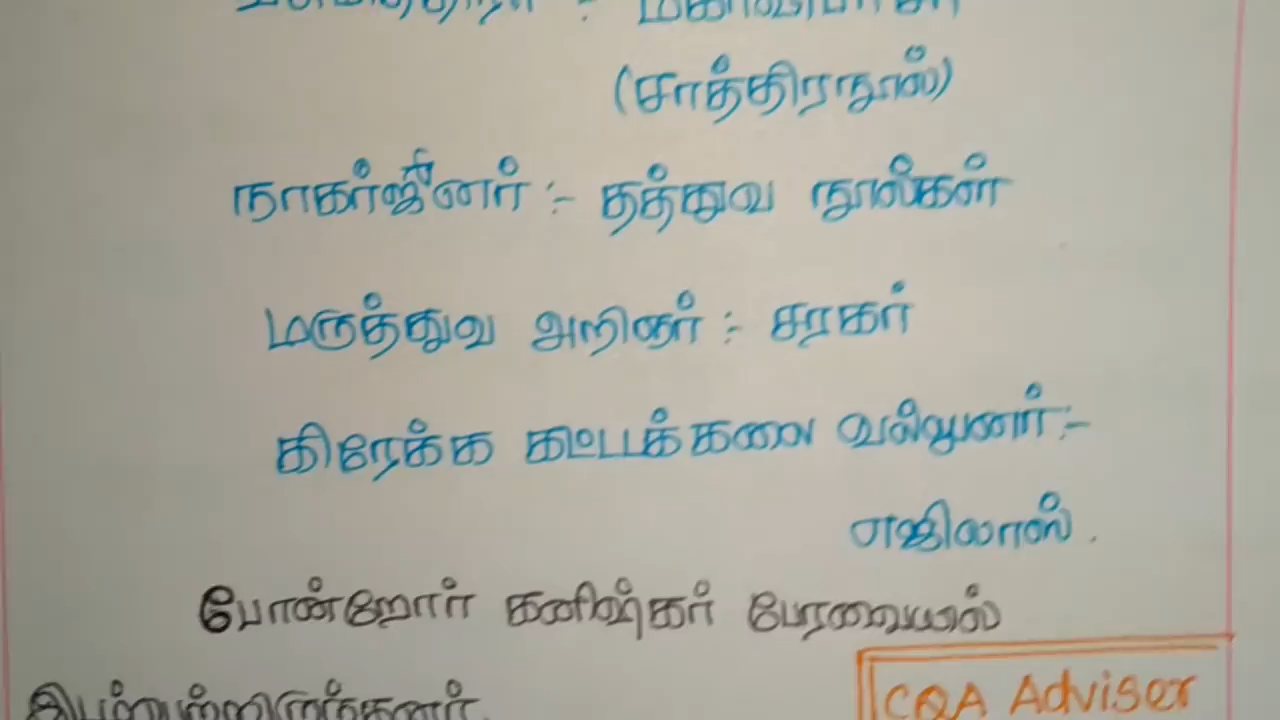 (சாத்திரநூல்)
நாகர்ஜீனர் :- தத்துவ நூல்கள்
மருத்துவ அறிஞர் :- சரகர்
கிரேக்க கட்டக்கலை வல்லுனர் :-
எஜிலாஸ்.
போன்றோர் கனிஷ்கர் பேரவையில்
CQA Adviser